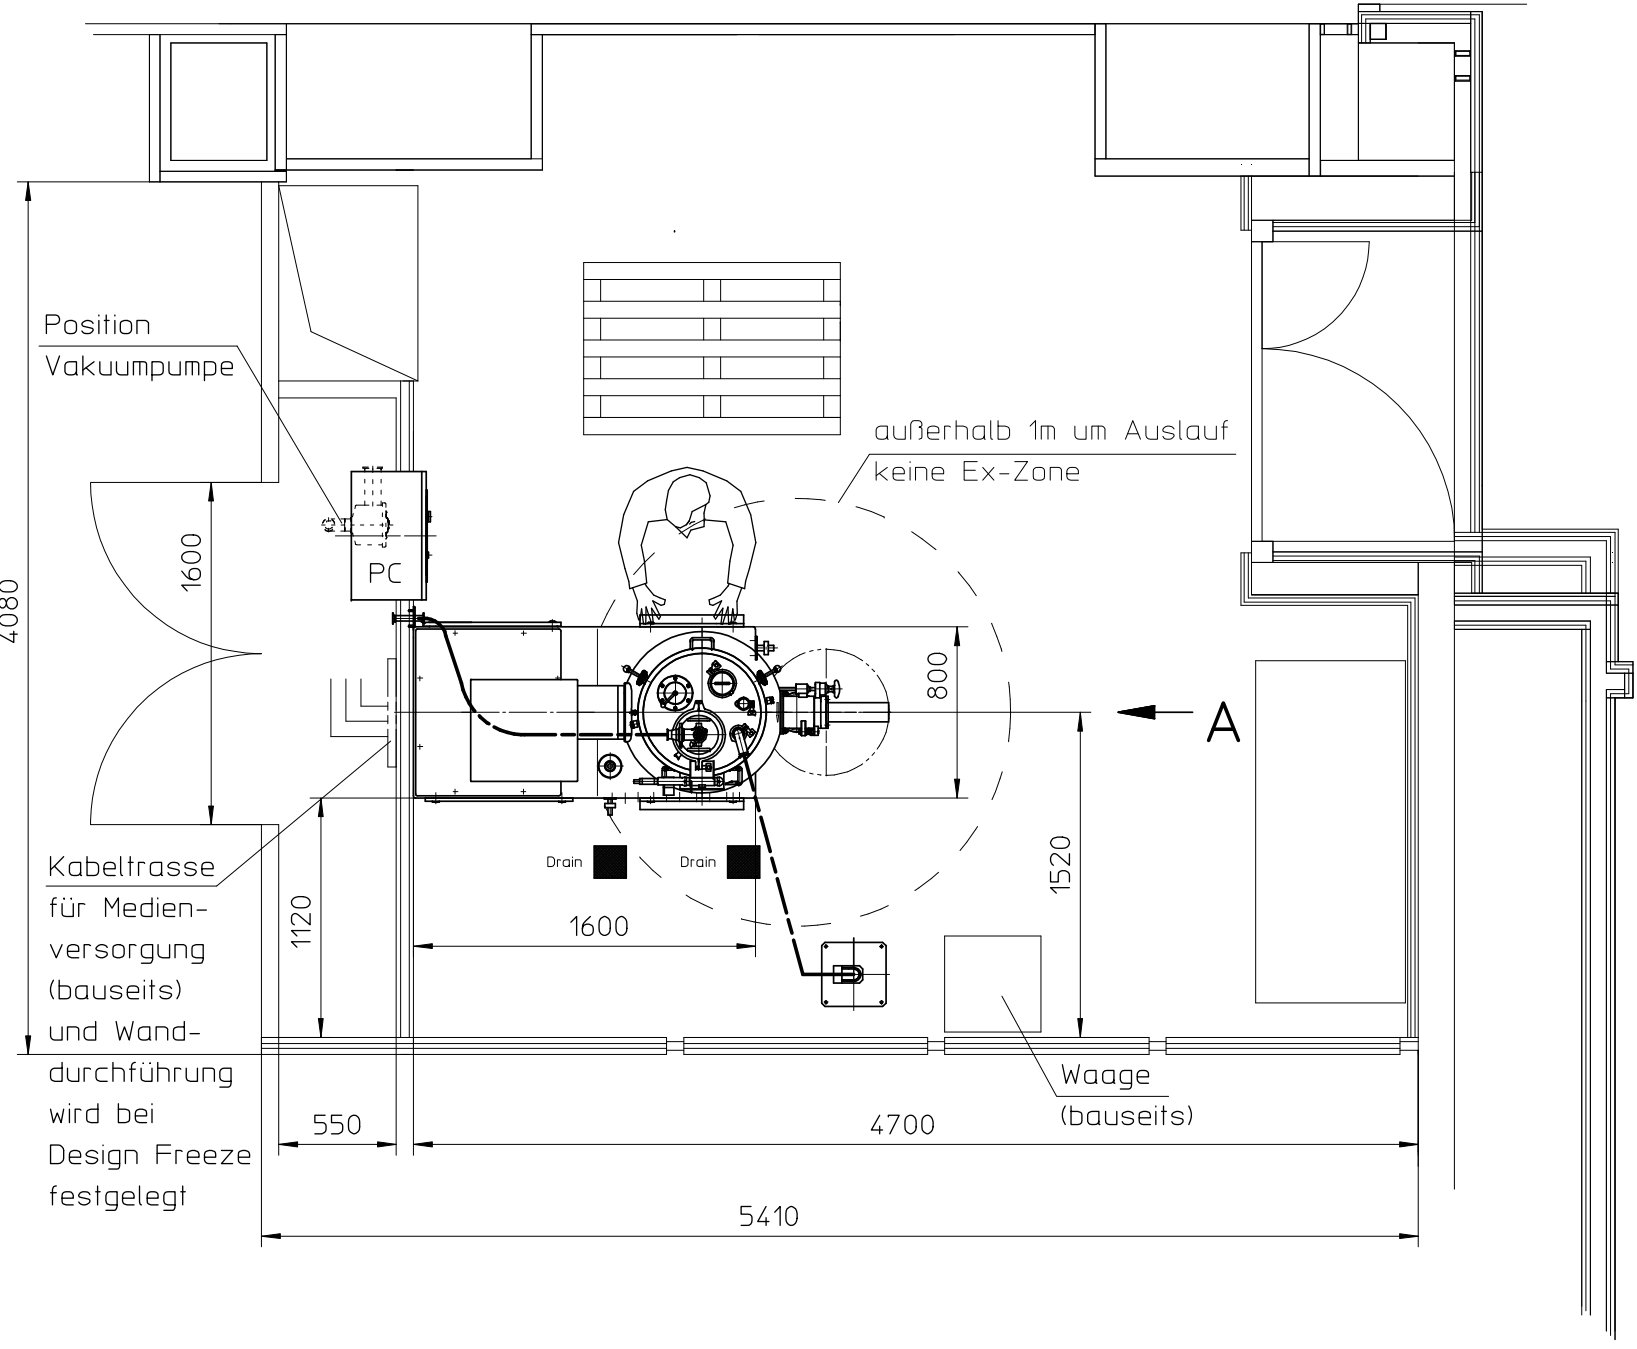 Position
Vakuumpumpe
außerhalb 1m um Auslauf
keine Ex-Zone
1600
PC
4080
800
A
Kabeltrasse
für Medien-
versorgung
(bauseits)
und Wand-
durchführung
wird bei
Design Freeze
festgelegt
Drain
Drain
1520
1120
1600
Waage
(bauseits)
550
4700
5410